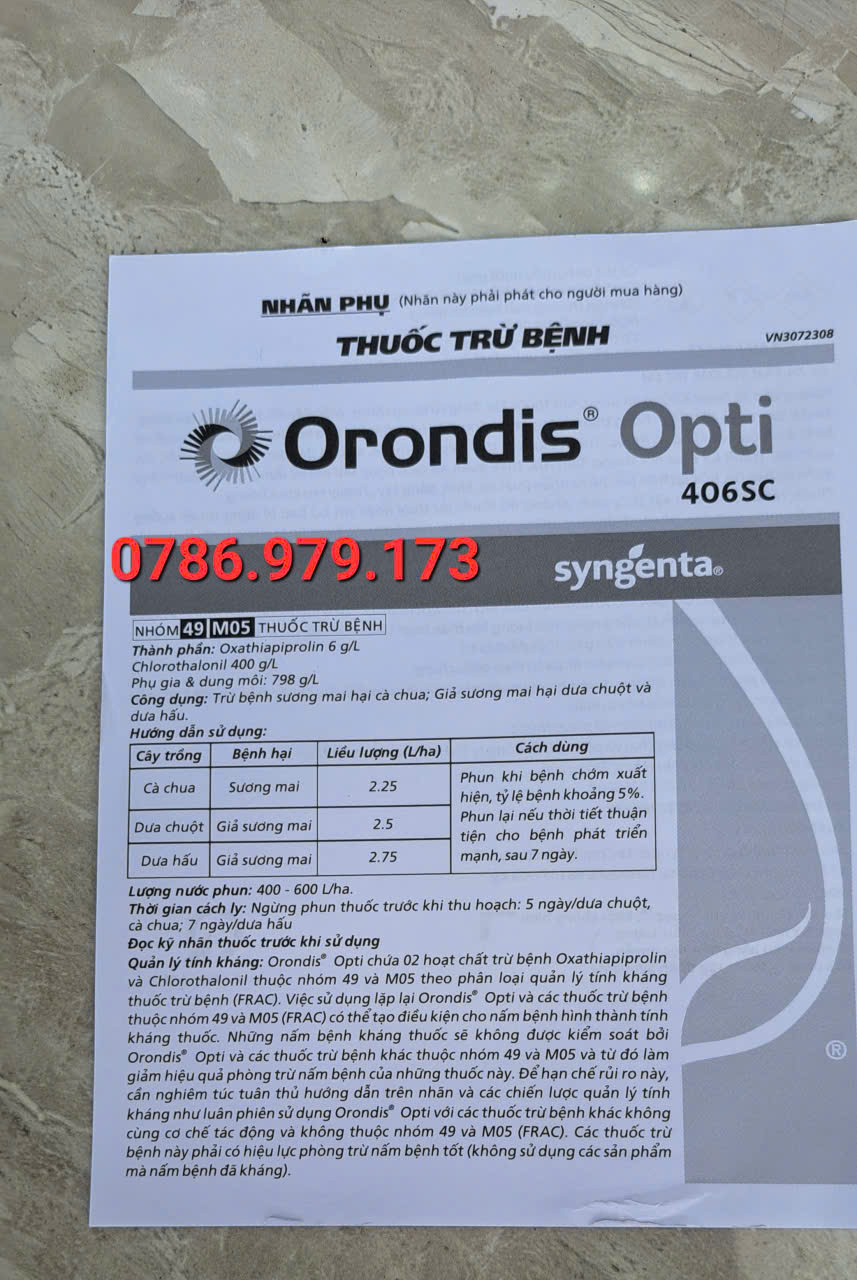 NHÃN PHỤ (Nhãn này phải phát cho người mua hàng)
THUỐC TRỪ BỆNH
VN3072308
Orondis® Opti
406SC
0786.979.173
syngenta®
NHÓM 49 M05 THUỐC TRỪ BỆNH
Thành phần: Oxathiapiprolin 6 g/L
Chlorothalonil 400 g/L
Phụ gia & dung môi: 798 g/L
Công dụng: Trừ bệnh sương mai hại cà chua; Giả sương mai hại dưa chuột và
dưa hấu.
Hướng dẫn sử dụng:
Cây trồng Bệnh hại Liều lượng (L/ha) Cách dùng
Cà chua Sương mai 2.25
Dưa chuột Giả sương mai 2.5
Dưa hấu Giả sương mai 2.75
Phun khi bệnh chớm xuất
hiện, tỷ lệ bệnh khoảng 5%.
Phun lại nếu thời tiết thuận
tiện cho bệnh phát triển
mạnh, sau 7 ngày.
Lượng nước phun: 400 - 600 L/ha.
Thời gian cách ly: Ngừng phun thuốc trước khi thu hoạch: 5 ngày/dưa chuột,
cà chua; 7 ngày/dưa hấu
Đọc kỹ nhãn thuốc trước khi sử dụng
Quản lý tính kháng: Orondis® Opti chứa 02 hoạt chất trừ bệnh Oxathiapiprolin
và Chlorothalonil thuộc nhóm 49 và M05 theo phân loại quản lý tính kháng
thuốc trừ bệnh (FRAC). Việc sử dụng lặp lại Orondis® Opti và các thuốc trừ bệnh
thuộc nhóm 49 và M05 (FRAC) có thể tạo điều kiện cho nấm bệnh hình thành tính
kháng thuốc. Những nấm bệnh kháng thuốc sẽ không được kiểm soát bởi
Orondis® Opti và các thuốc trừ bệnh khác thuộc nhóm 49 và M05 và từ đó làm
giảm hiệu quả phòng trừ nấm bệnh của những thuốc này. Để hạn chế rủi ro này,
cần nghiêm túc tuân thủ hướng dẫn trên nhãn và các chiến lược quản lý tính
kháng như luân phiên sử dụng Orondis® Opti với các thuốc trừ bệnh khác không
cùng cơ chế tác động và không thuộc nhóm 49 và M05 (FRAC). Các thuốc trừ
bệnh này phải có hiệu lực phòng trừ nấm bệnh tốt (không sử dụng các sản phẩm
mà nấm bệnh đã kháng).
®